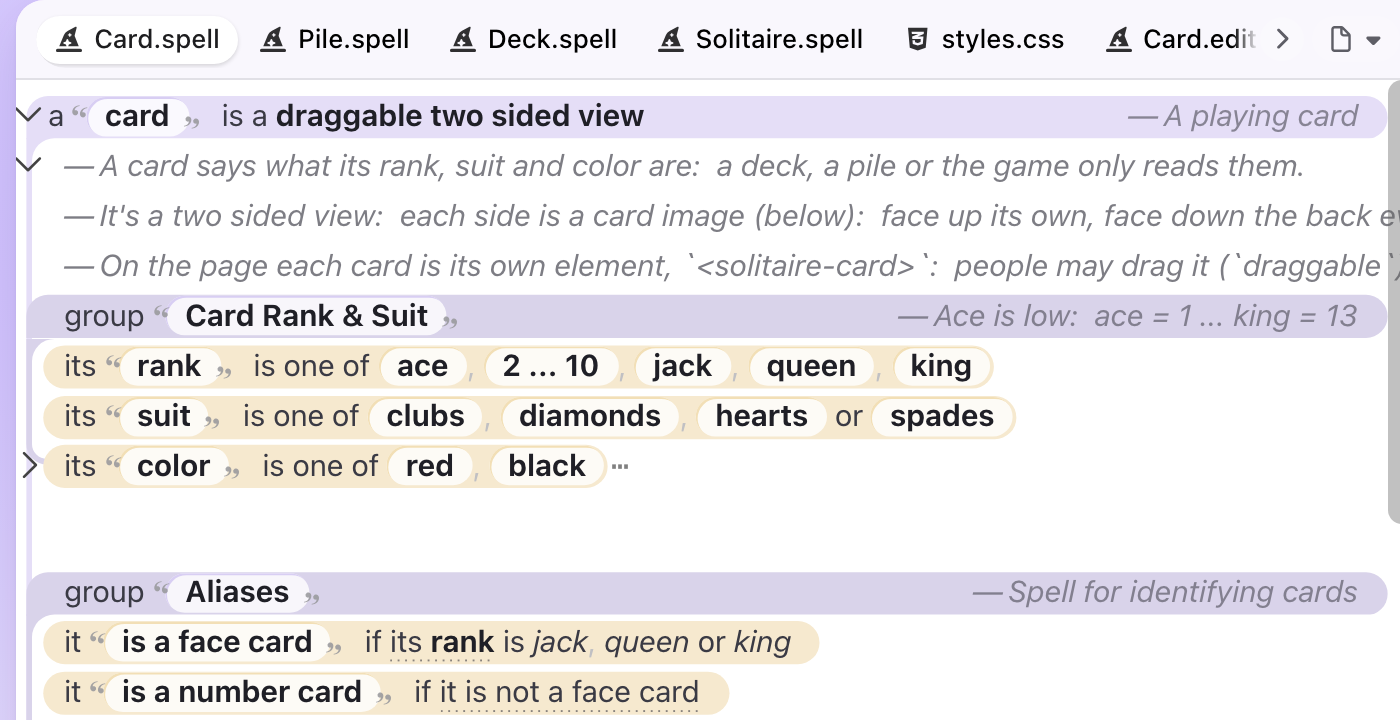 Card.spell Pile.spell Deck.spell Solitaire.spell styles.css Card.edit
a “ card ” is a draggable two sided view — A playing card
— A card says what its rank, suit and color are: a deck, a pile or the game only reads them.
— It's a two sided view: each side is a card image (below): face up its own, face down the back
— On the page each card is its own element, `<solitaire-card>`: people may drag it (`draggable`)
group “ Card Rank & Suit ” — Ace is low: ace = 1 ... king = 13
its “ rank ” is one of ace , 2 ... 10 , jack , queen , king
its “ suit ” is one of clubs , diamonds , hearts or spades
its “ color ” is one of red , black ...
group “ Aliases ” — Spell for identifying cards
it “ is a face card ” if its rank is jack, queen or king
it “ is a number card ” if it is not a face card